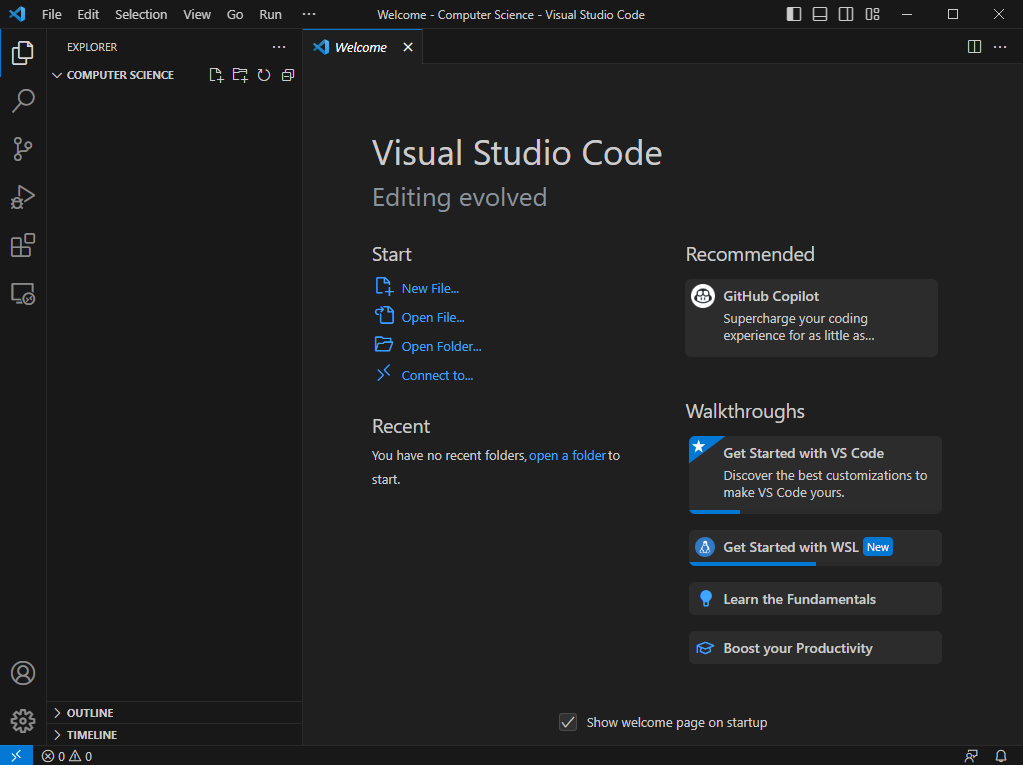 File Edit Selection View Go Run ··· Welcome - Computer Science - Visual Studio Code
EXPLORER ···
COMPUTER SCIENCE
OUTLINE
TIMELINE
Welcome
Visual Studio Code
Editing evolved
Start
New File...
Open File...
Open Folder...
Connect to...
Recent
You have no recent folders, open a folder to
start.
Recommended
GitHub Copilot
Supercharge your coding
experience for as little as...
Walkthroughs
Get Started with VS Code
Discover the best customizations to
make VS Code yours.
Get Started with WSL New
Learn the Fundamentals
Boost your Productivity
Show welcome page on startup
0 0